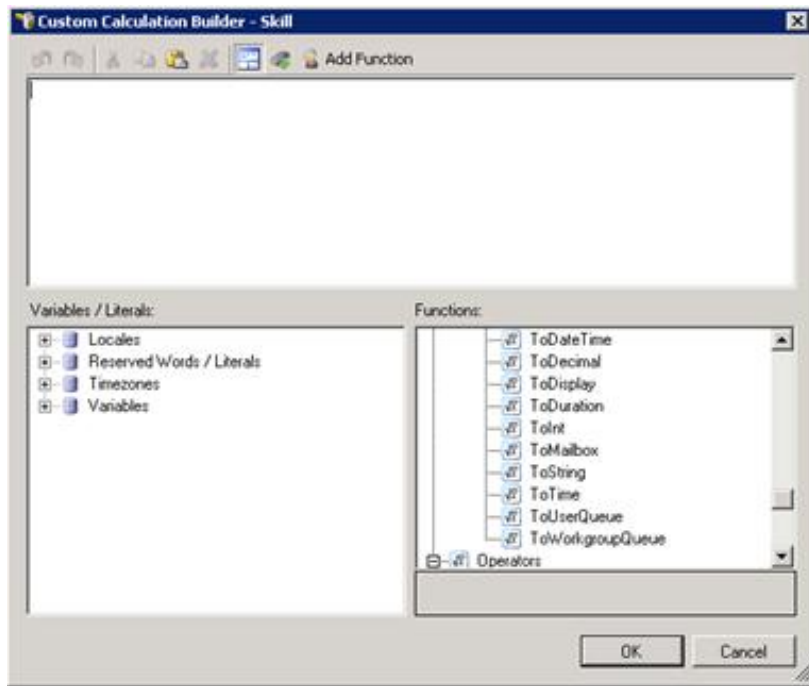 Custom Calculation Builder - Skill
Add Function
Variables / Literals:
Locales
Reserved Words / Literals
Timezones
Variables
Functions:
ToDateTime
ToDecimal
ToDisplay
ToDuration
ToInt
ToMailbox
ToString
ToTime
ToUserQueue
ToWorkgroupQueue
Operators
OK
Cancel